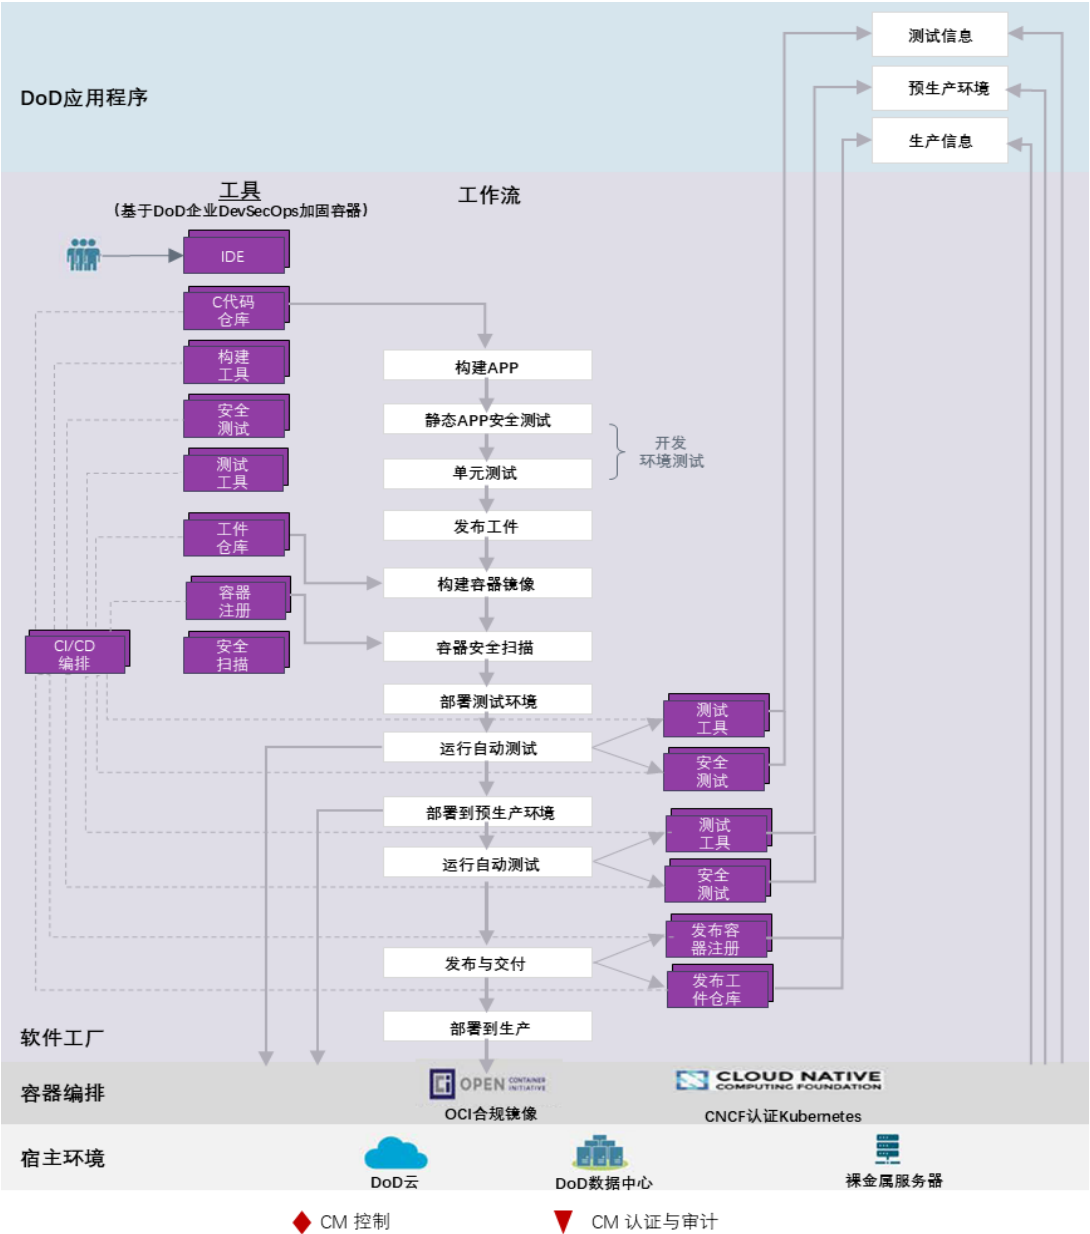 测试信息
DoD应用程序
预生产环境
生产信息
工具
(基于DoD企业DevSecOps加固容器)
工作流
IDE
C代码
仓库
构建
工具
安全
测试
测试
工具
工件
仓库
容器
注册
安全
扫描
CI/CD
编排
构建APP
静态APP安全测试
单元测试
开发
环境测试
发布工件
构建容器镜像
容器安全扫描
部署测试环境
运行自动测试
部署到预生产环境
运行自动测试
发布与交付
部署到生产
测试
工具
安全
测试
测试
工具
安全
测试
发布容
器注册
发布工
件仓库
软件工厂
容器编排
OPEN CONTAINER
INITIATIVE
OCI合规镜像
CLOUD NATIVE
COMPUTING FOUNDATION
CNCF认证Kubernetes
宿主环境
DoD云
DoD数据中心
裸金属服务器
CM 控制
CM 认证与审计